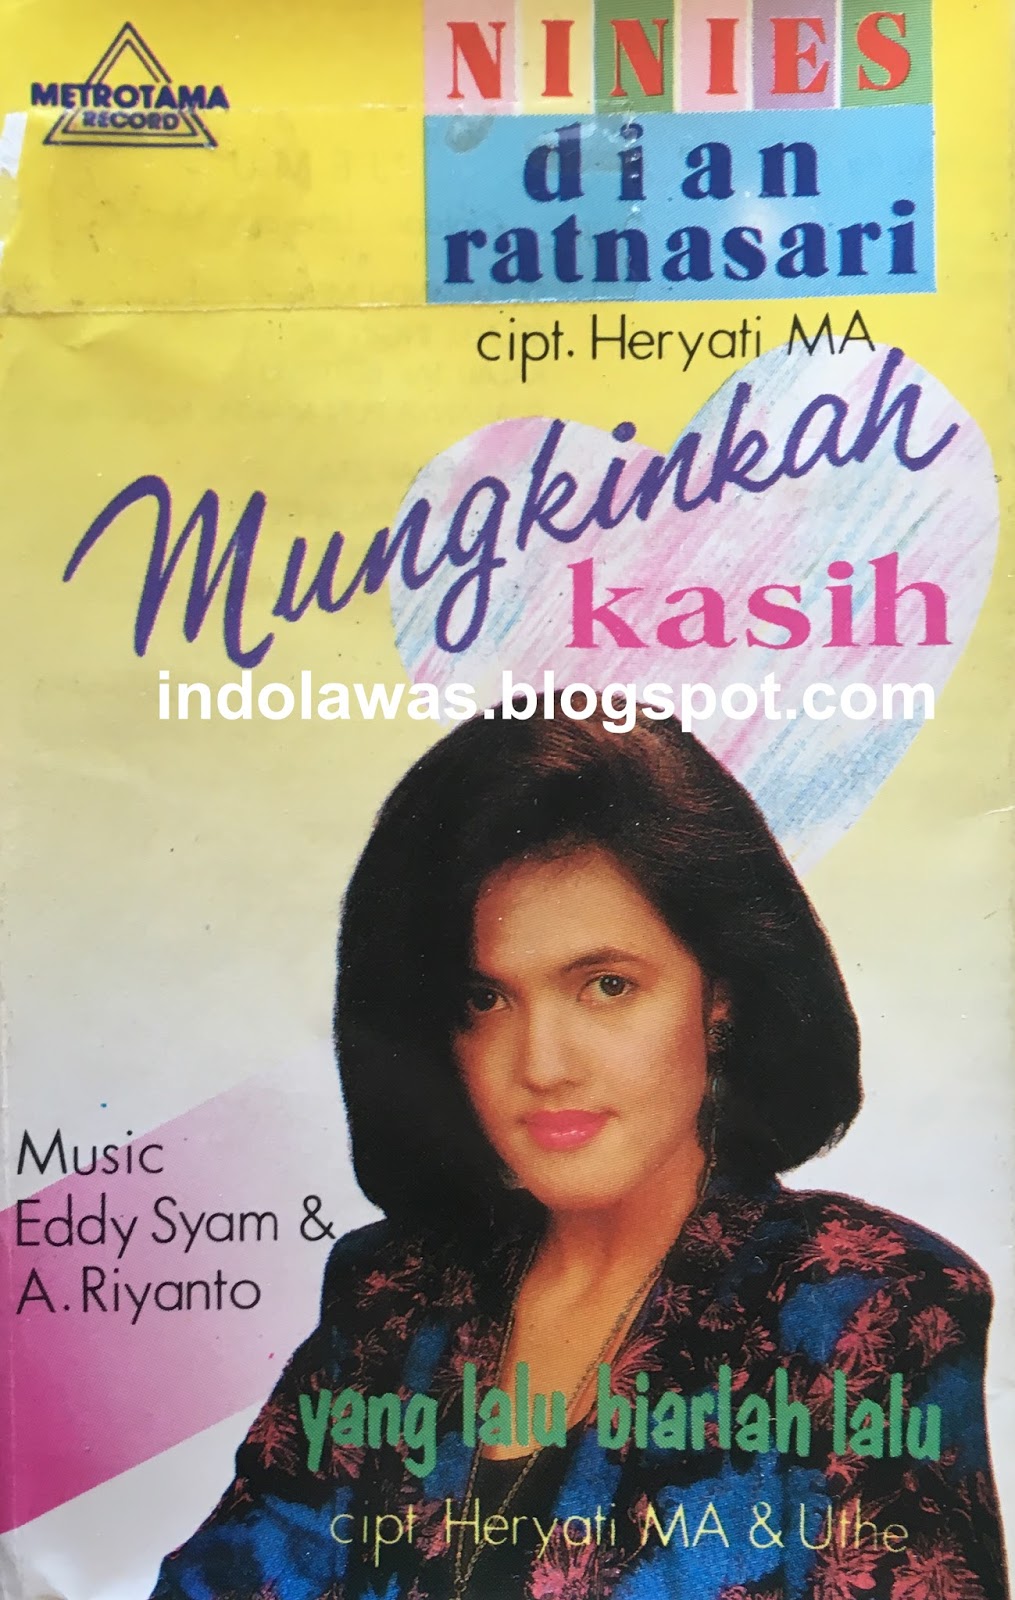 METROTAMA
RECORD
NINIES
dian
ratnasari
cipt. Heryati MA
Mungkinkah
kasih
indolawas.blogspot.com
Music
Eddy Syam &
A. Riyanto
yang lalu biarlah lalu
cipt Heryati MA & Uthe